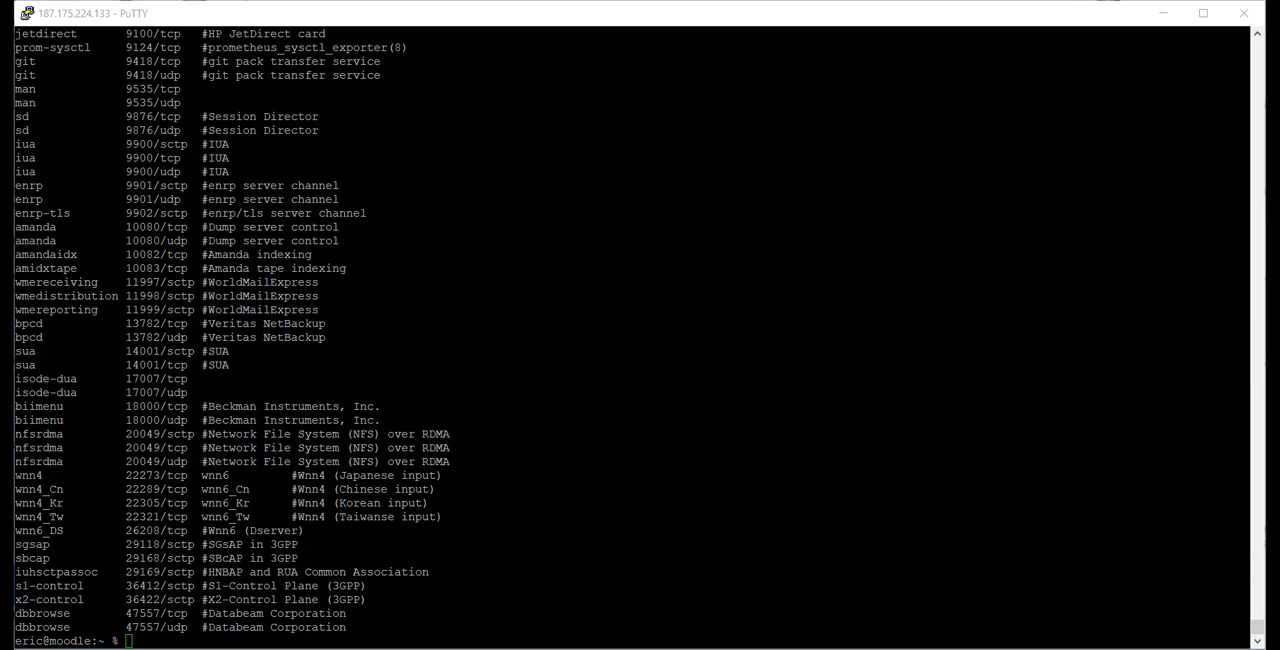 187.175.224.133 - PuTTY
jetdirect 9100/tcp #HP JetDirect card
prom-sysctl 9124/tcp #prometheus_sysctl_exporter(8)
git 9418/tcp #git pack transfer service
git 9418/udp #git pack transfer service
man 9535/tcp
man 9535/udp
sd 9876/tcp #Session Director
sd 9876/udp #Session Director
iua 9900/sctp #IUA
iua 9900/tcp #IUA
iua 9900/udp #IUA
enrp 9901/sctp #enrp server channel
enrp 9901/udp #enrp server channel
enrp-tls 9902/sctp #enrp/tls server channel
amanda 10080/tcp #Dump server control
amanda 10080/udp #Dump server control
amandaidx 10082/tcp #Amanda indexing
amidxtape 10083/tcp #Amanda tape indexing
wmereceiving 11997/sctp #WorldMailExpress
wmedistribution 11998/sctp #WorldMailExpress
wmereporting 11999/sctp #WorldMailExpress
bpcd 13782/tcp #Veritas NetBackup
bpcd 13782/udp #Veritas NetBackup
sua 14001/sctp #SUA
sua 14001/tcp #SUA
isode-dua 17007/tcp
isode-dua 17007/udp
biimenu 18000/tcp #Beckman Instruments, Inc.
biimenu 18000/udp #Beckman Instruments, Inc.
nfsrdma 20049/sctp #Network File System (NFS) over RDMA
nfsrdma 20049/tcp #Network File System (NFS) over RDMA
nfsrdma 20049/udp #Network File System (NFS) over RDMA
wnn4 22273/tcp wnn6 #Wnn4 (Japanese input)
wnn4_Cn 22289/tcp wnn6_Cn #Wnn4 (Chinese input)
wnn4_Kr 22305/tcp wnn6_Kr #Wnn4 (Korean input)
wnn4_Tw 22321/tcp wnn6_Tw #Wnn4 (Taiwanse input)
wnn6_DS 26208/tcp #Wnn6 (Dserver)
sgsap 29118/sctp #SGsAP in 3GPP
sbcap 29168/sctp #SBcAP in 3GPP
iuhsctpassoc 29169/sctp #HNBAP and RUA Common Association
s1-control 36412/sctp #S1-Control Plane (3GPP)
x2-control 36422/sctp #X2-Control Plane (3GPP)
dbbrowse 47557/tcp #Databeam Corporation
dbbrowse 47557/udp #Databeam Corporation
eric@moodle:~ %